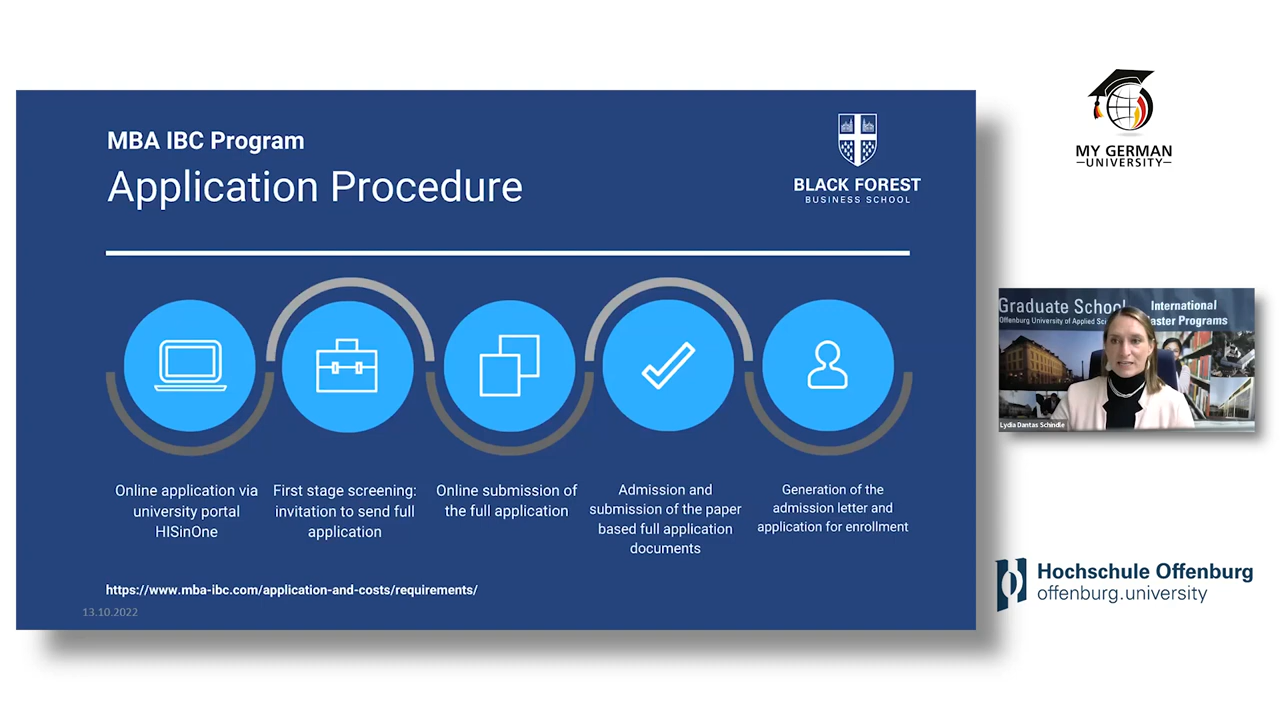 MBA IBC Program
Application Procedure
BLACK FOREST
BUSINESS SCHOOL
Online application via
university portal
HISinOne
First stage screening:
invitation to send full
application
Online submission of
the full application
Admission and
submission of the paper
based full application
documents
Generation of the
admission letter and
application for enrollment
https://www.mba-ibc.com/application-and-costs/requirements/
13.10.2022
MY GERMAN
UNIVERSITY
Graduate School
Offenburg University of Applied
International
Master Programs
Lydia Dantas Schindle
Hochschule Offenburg
offenburg.university